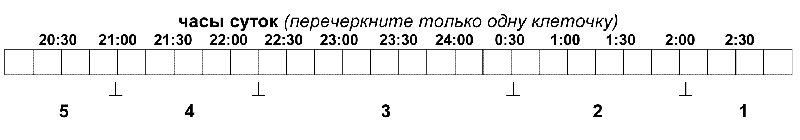 часы суток (перечеркните только одну клеточку)
20:30 21:00 21:30 22:00 22:30 23:00 23:30 24:00 0:30 1:00 1:30 2:00 2:30
5 4 3 2 1